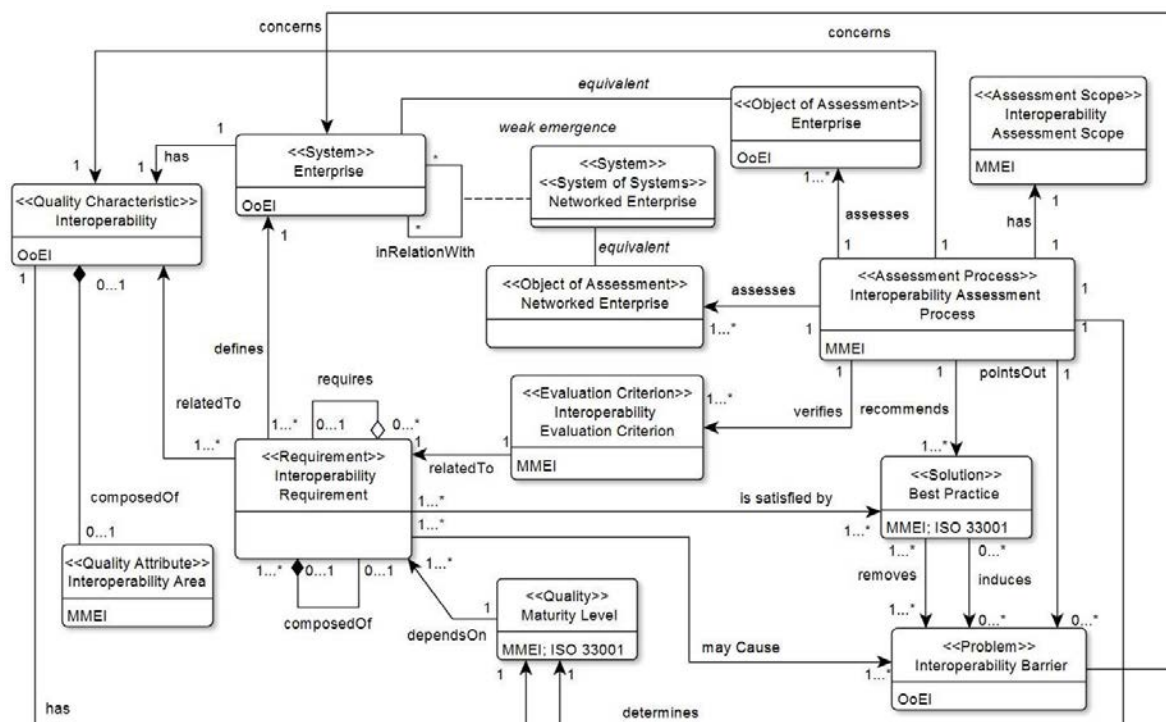 concerns
concerns
equivalent
weak emergence
<<Object of Assessment>>
Enterprise
OoEI
1...*
<<Assessment Scope>>
Interoperability
Assessment Scope
MMEI
1
has
1
1
has
1
1
<<System>>
Enterprise
OoEI
1
*
*
inRelationWith
<<System>>
<<System of Systems>>
Networked Enterprise
equivalent
assesses
1
1
<<Quality Characteristic>>
Interoperability
OoEI
1
0...1
<<Object of Assessment>>
Networked Enterprise
assesses
1...*
1
<<Assessment Process>>
Interoperability Assessment
Process
MMEI
1
1
1
1
pointsOut
1
defines
requires
relatedTo
1...*
1...*
0...1
0...*
<<Evaluation Criterion>>
Interoperability
Evaluation Criterion
MMEI
1...*
verifies
recommends
1
relatedTo
1
<<Requirement>>
Interoperability
Requirement
1...*
<<Solution>>
Best Practice
MMEI; ISO 33001
is satisfied by
1...*
1...*
1...*
composedOf
0...1
<<Quality Attribute>>
Interoperability Area
MMEI
1...*
0...1
0...1
composedOf
1...*
dependsOn
1
<<Quality>>
Maturity Level
MMEI; ISO 33001
1
1
1...*
0...*
removes
induces
1...*
0...*
0...*
may Cause
1...*
<<Problem>>
Interoperability Barrier
OoEI
has
determines